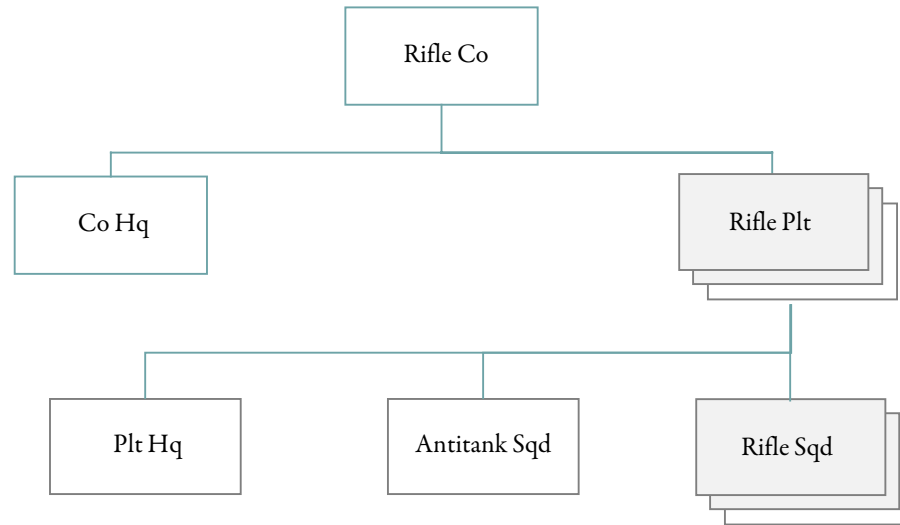 Rifle Co
Co Hq
Rifle Plt
Plt Hq
Antitank Sqd
Rifle Sqd